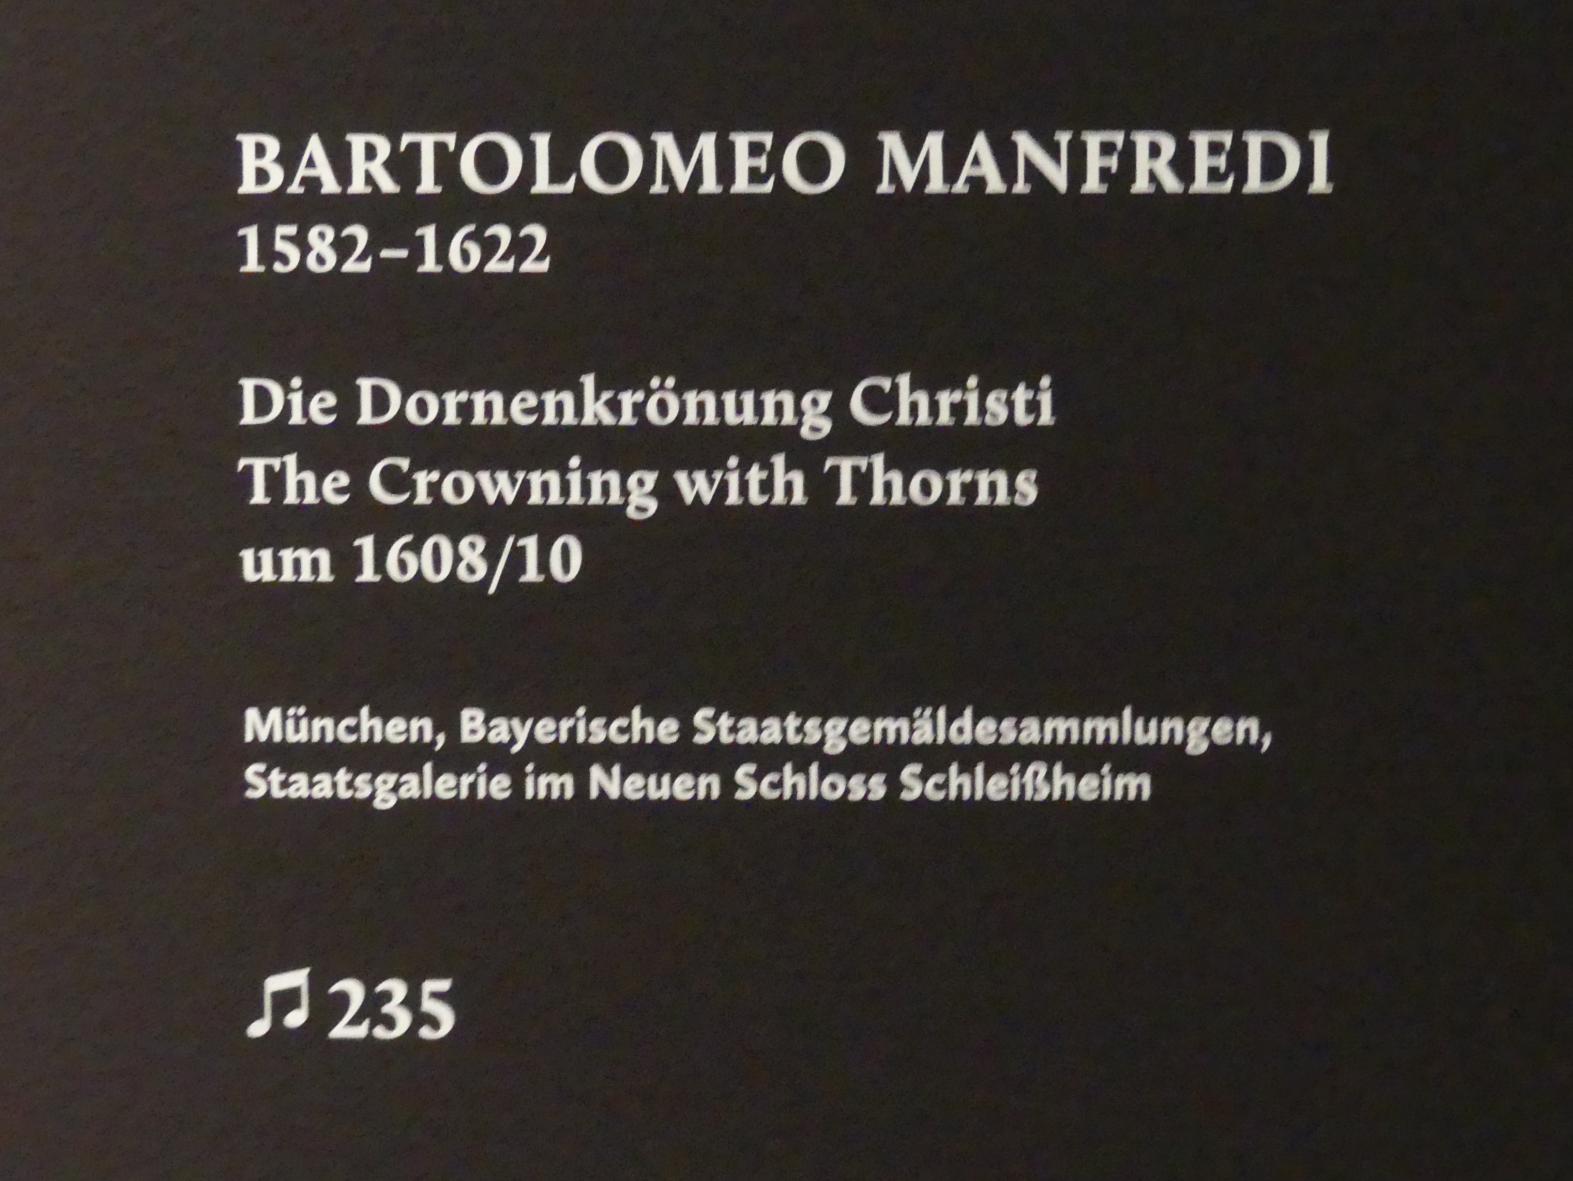 BARTOLOMEO MANFREDI
1582–1622
Die Dornenkrönung Christi
The Crowning with Thorns
um 1608/10
München, Bayerische Staatsgemäldesammlungen,
Staatsgalerie im Neuen Schloss Schleißheim
♫ 235